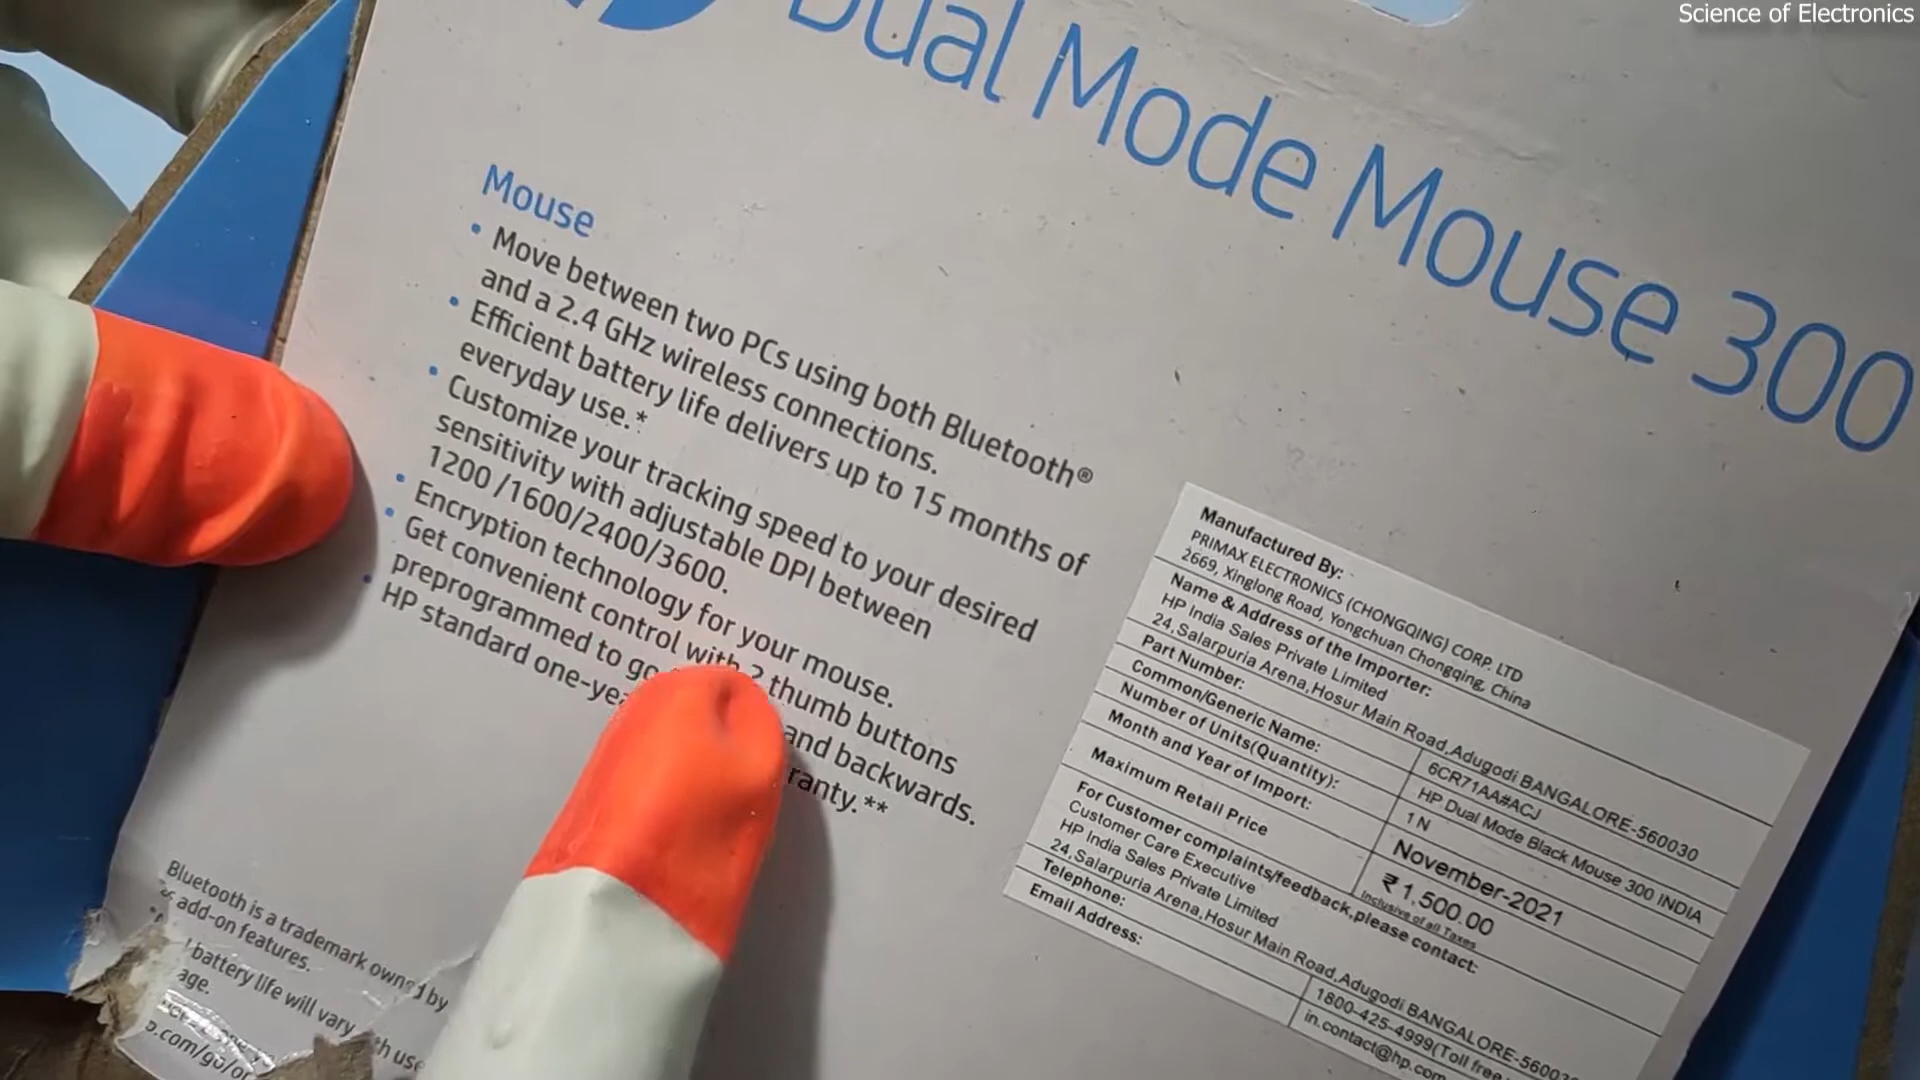 Science of Electronics
Dual Mode Mouse 300
Mouse
• Move between two PCs using both Bluetooth®
and a 2.4 GHz wireless connections.
• Efficient battery life delivers up to 15 months of
everyday use.*
• Customize your tracking speed to your desired
sensitivity with adjustable DPI between
1200 /1600/2400/3600.
• Encryption technology for your mouse.
• Get convenient control with thumb buttons
preprogrammed to go and backwards.
• HP standard
Bluetooth is a trademark owned by
add-on features.
battery life will vary
Manufactured By:
PRIMAX ELECTRONICS (CHONGQING) CORP. LTD
2669, Xinglong Road, Yongchuan Chongqing, China
Name & Address of the Importer:
HP India Sales Private Limited
24,Salarpuria Arena,Hosur Main Road,Adugodi BANGALORE-560030
Part Number: 6CR71AA#ACJ
Common/Generic Name: HP Dual Mode Black Mouse 300 INDIA
Number of Units(Quantity): 1 N
Month and Year of Import: November-2021
Maximum Retail Price ₹ 1,500.00
Inclusive of all Taxes
For Customer complaints/feedback,please contact:
Customer Care Executive
HP India Sales Private Limited
24,Salarpuria Arena,Hosur Main Road,Adugodi BANGALORE-560030
Telephone: 1800-425-4999(Toll free
Email Address: in.contact@hp.com